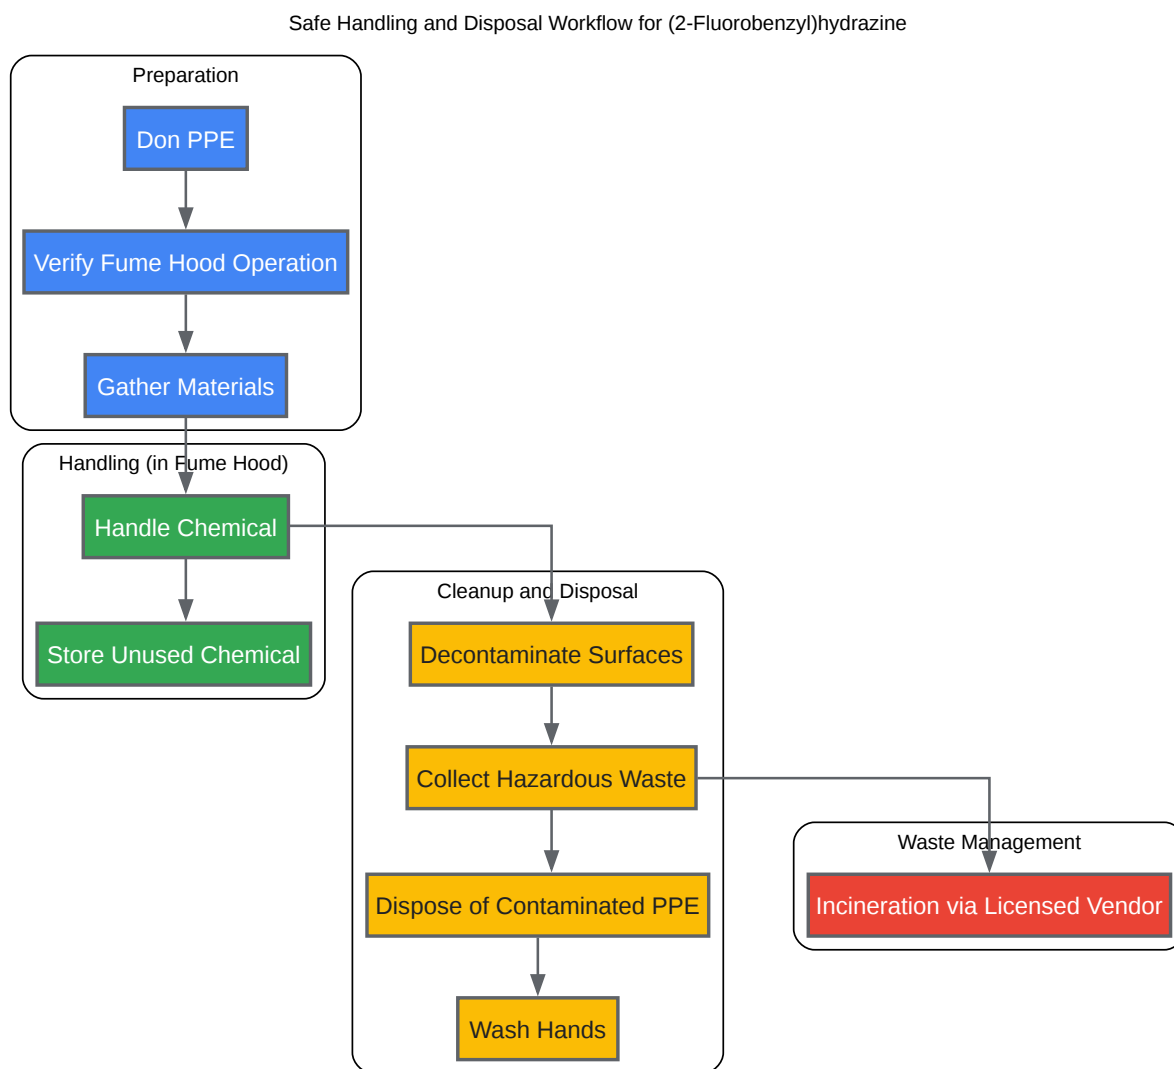 Safe Handling and Disposal Workflow for (2-Fluorobenzyl)hydrazine
Preparation
Don PPE
Verify Fume Hood Operation
Gather Materials
Handling (in Fume Hood)
Handle Chemical
Store Unused Chemical
Cleanup and Disposal
Decontaminate Surfaces
Collect Hazardous Waste
Dispose of Contaminated PPE
Wash Hands
Waste Management
Incineration via Licensed Vendor